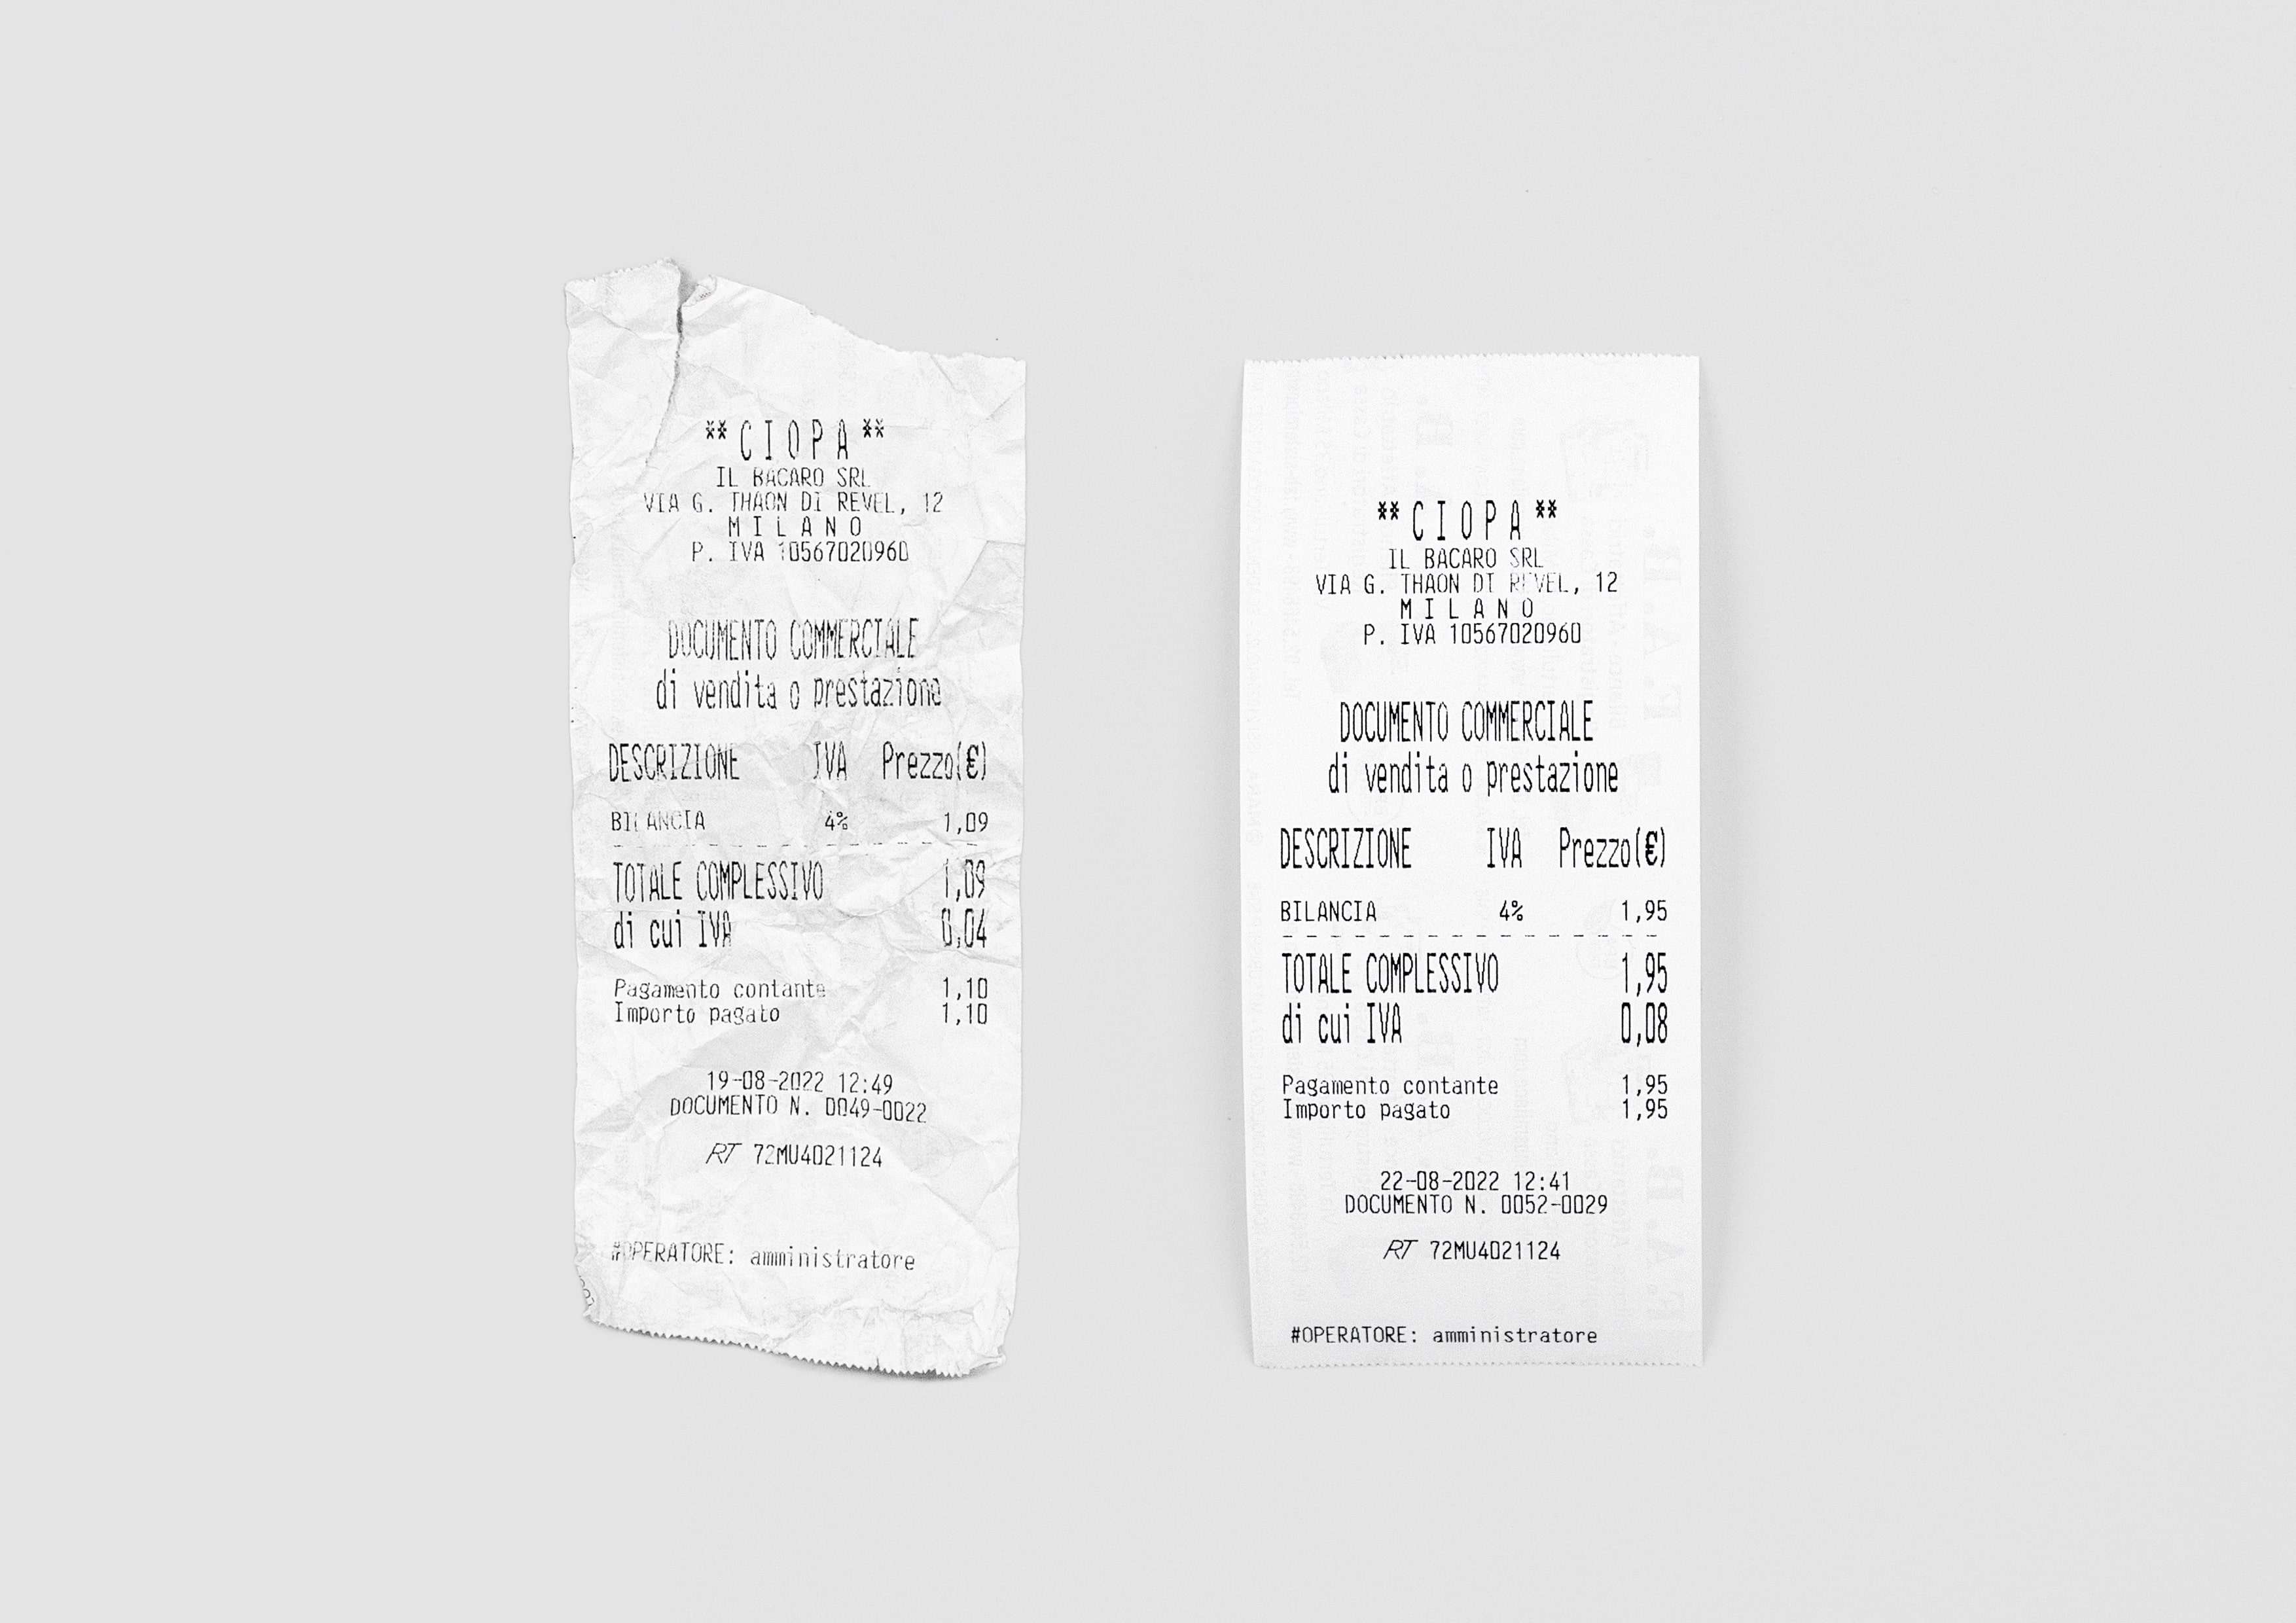 **CIOPA**
IL BACARO SRL
VIA G. THAON DI REVEL, 12
MILANO
P. IVA 10567020960
DOCUMENTO COMMERCIALE
di vendita o prestazione
DESCRIZIONE IVA Prezzo(€)
BILANCIA 4% 1,09
TOTALE COMPLESSIVO 1,09
di cui IVA 0,04
Pagamento contante 1,10
Importo pagato 1,10
19-08-2022 12:49
DOCUMENTO N. 0049-0022
RT 72MU4021124
#OPERATORE: amministratore
**CIOPA**
IL BACARO SRL
VIA G. THAON DI REVEL, 12
MILANO
P. IVA 10567020960
DOCUMENTO COMMERCIALE
di vendita o prestazione
DESCRIZIONE IVA Prezzo(€)
BILANCIA 4% 1,95
TOTALE COMPLESSIVO 1,95
di cui IVA 0,08
Pagamento contante 1,95
Importo pagato 1,95
22-08-2022 12:41
DOCUMENTO N. 0052-0029
RT 72MU4021124
#OPERATORE: amministratore